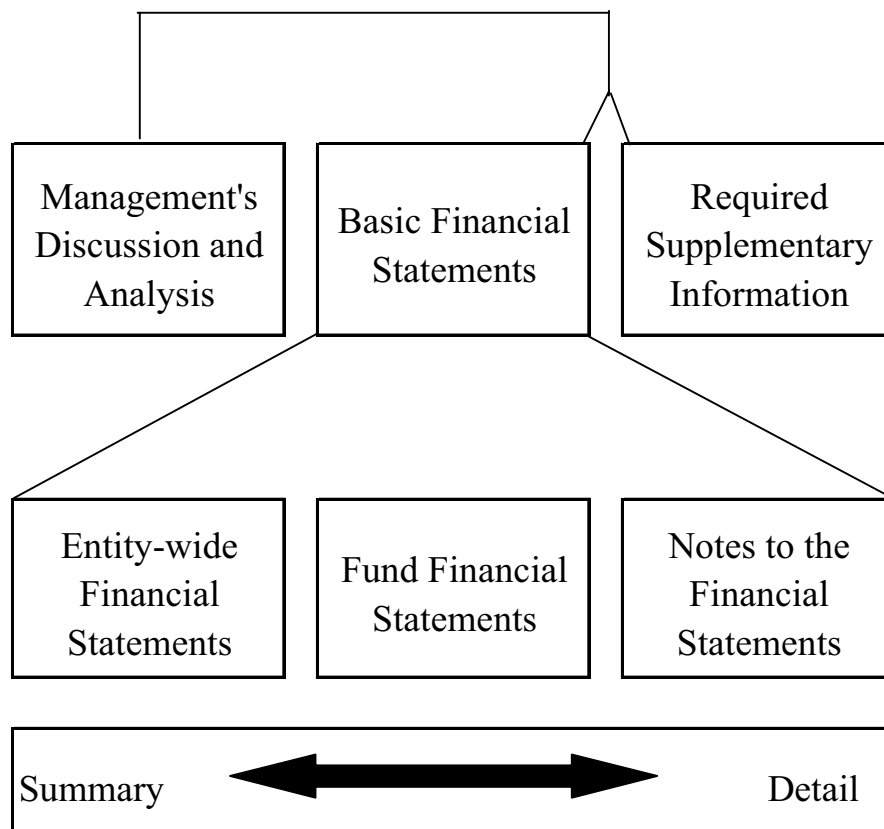 Management's
Discussion and
Analysis
Basic Financial
Statements
Required
Supplementary
Information
Entity-wide
Financial
Statements
Fund Financial
Statements
Notes to the
Financial
Statements
Summary
Detail